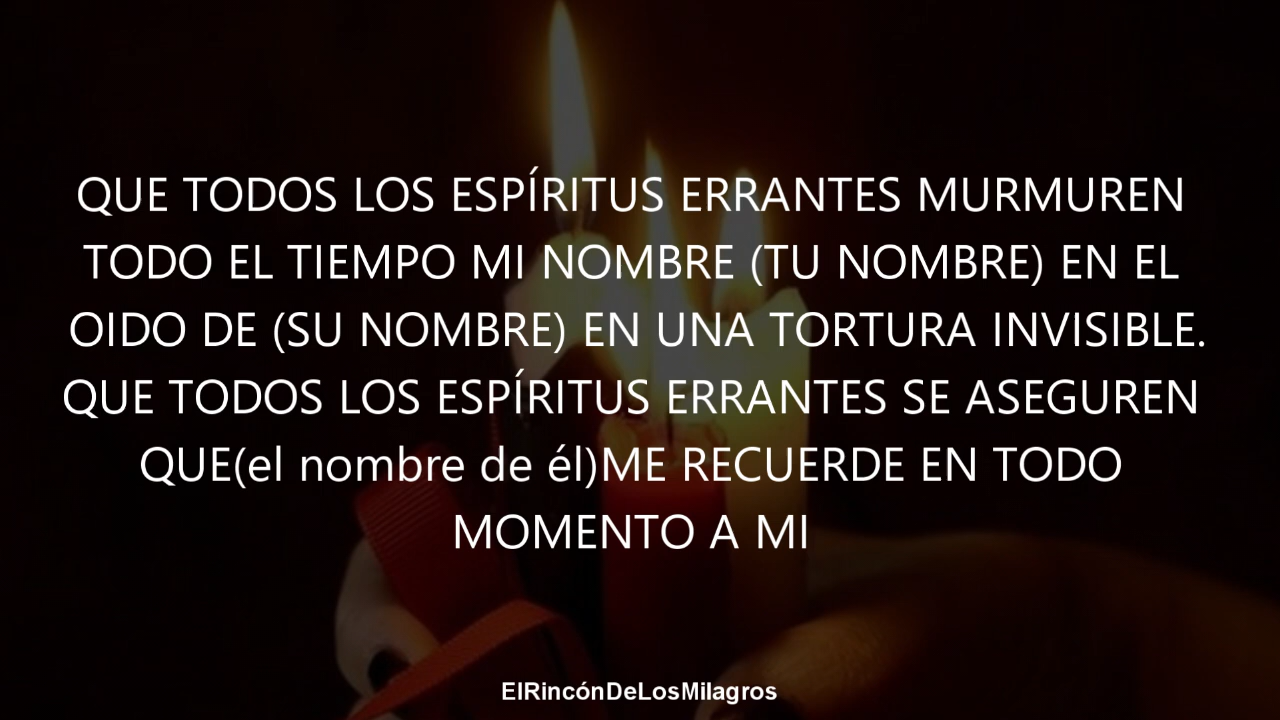 QUE TODOS LOS ESPÍRITUS ERRANTES MURMUREN
TODO EL TIEMPO MI NOMBRE (TU NOMBRE) EN EL
OIDO DE (SU NOMBRE) EN UNA TORTURA INVISIBLE.
QUE TODOS LOS ESPÍRITUS ERRANTES SE ASEGUREN
QUE(el nombre de él)ME RECUERDE EN TODO
MOMENTO A MI
ElRincónDeLosMilagros